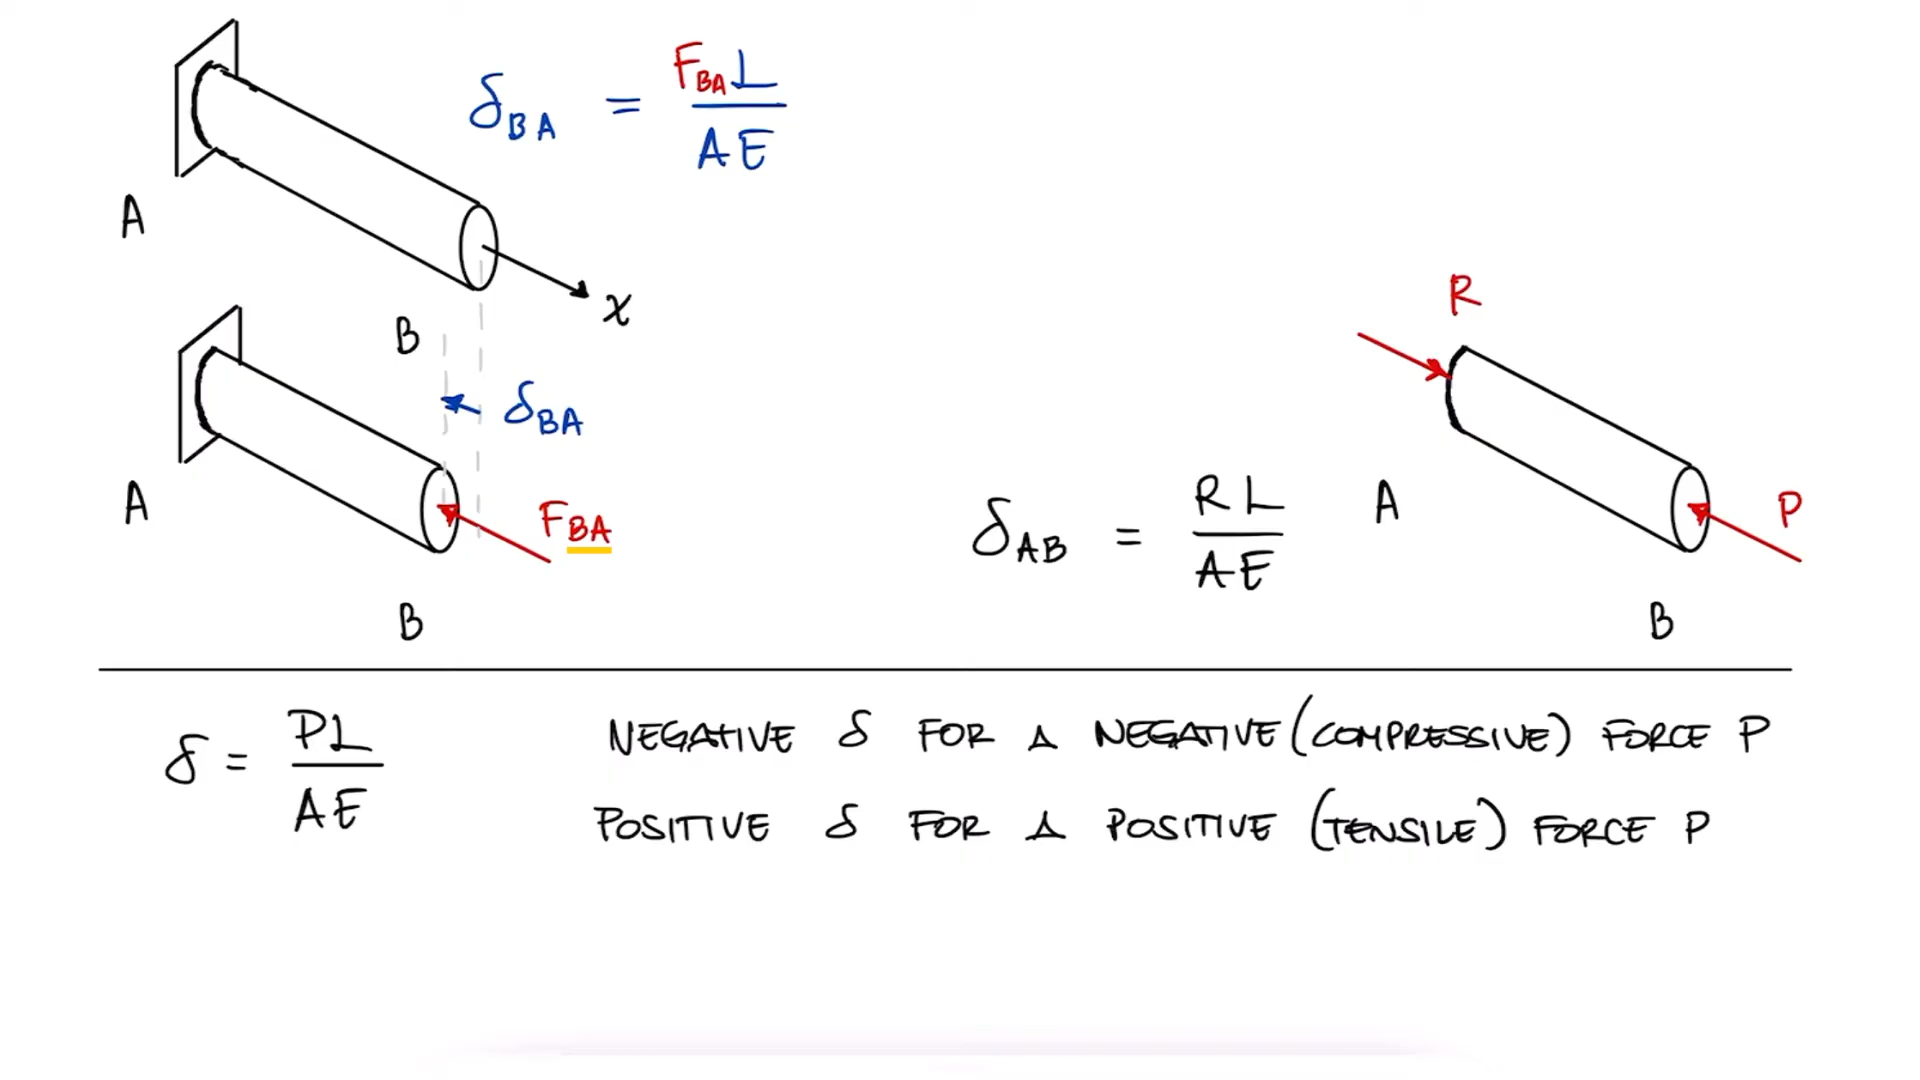 δBA = FBA L / AE
A
x
B
δBA
A
FBA
B
R
δAB = RL / AE
A
P
B
δ = PL / AE
NEGATIVE δ FOR A NEGATIVE (COMPRESSIVE) FORCE P
POSITIVE δ FOR A POSITIVE (TENSILE) FORCE P